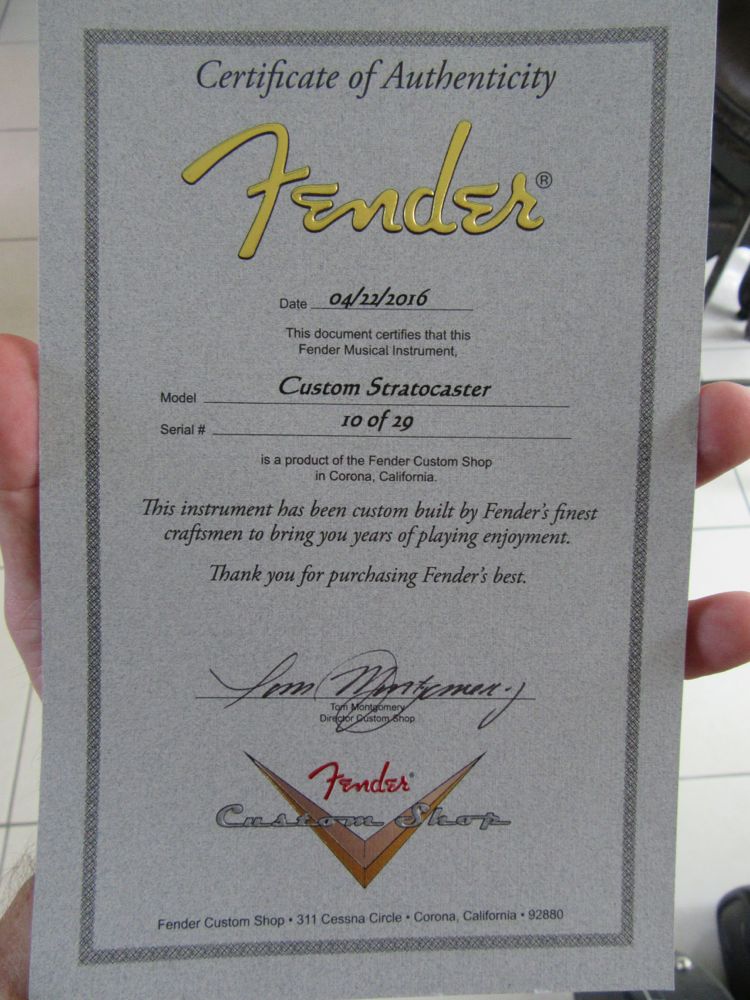 Certificate of Authenticity
Fender®
Date 04/22/2016
This document certifies that this
Fender Musical Instrument,
Model Custom Stratocaster
Serial # 10 of 29
is a product of the Fender Custom Shop
in Corona, California.
This instrument has been custom built by Fender's finest
craftsmen to bring you years of playing enjoyment.
Thank you for purchasing Fender's best.
Tom Montgomery
Tom Montgomery
Director Custom Shop
Fender®
Custom Shop
Fender Custom Shop • 311 Cessna Circle • Corona, California • 92880